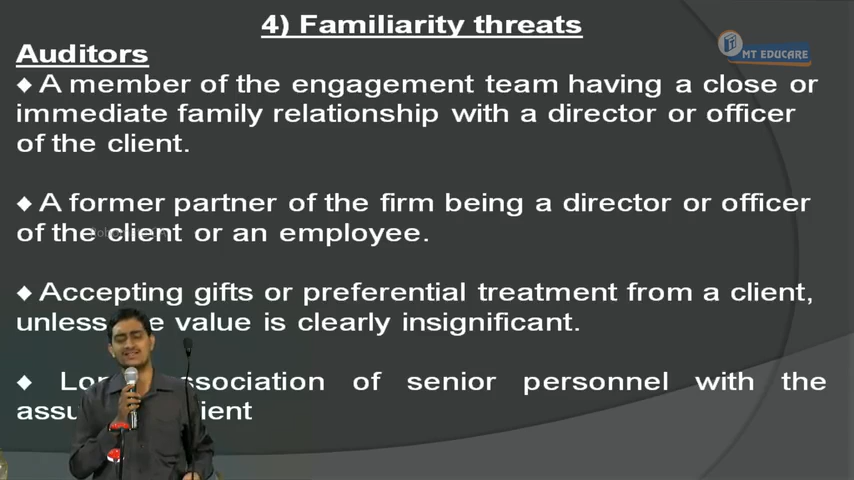 4) Familiarity threats
MT EDUCARE
Auditors
◆ A member of the engagement team having a close or
immediate family relationship with a director or officer
of the client.
◆ A former partner of the firm being a director or officer
of the client or an employee.
◆ Accepting gifts or preferential treatment from a client,
unless value is clearly insignificant.
◆ association of senior personnel with the